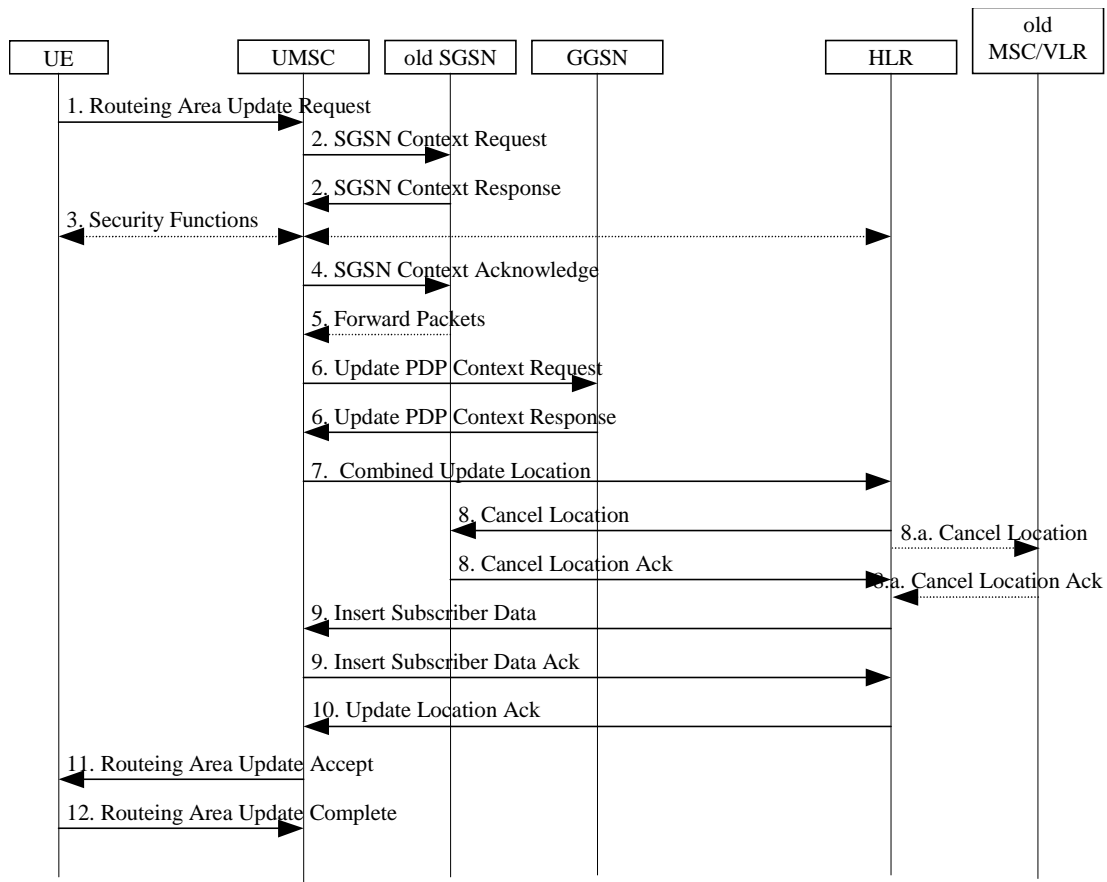 old
MSC/VLR
UE
UMSC
old SGSN
GGSN
HLR
1. Routeing Area Update Request
2. SGSN Context Request
2. SGSN Context Response
3. Security Functions
4. SGSN Context Acknowledge
5. Forward Packets
6. Update PDP Context Request
6. Update PDP Context Response
7. Combined Update Location
8. Cancel Location
8.a. Cancel Location
8. Cancel Location Ack
8.a. Cancel Location Ack
9. Insert Subscriber Data
9. Insert Subscriber Data Ack
10. Update Location Ack
11. Routeing Area Update Accept
12. Routeing Area Update Complete